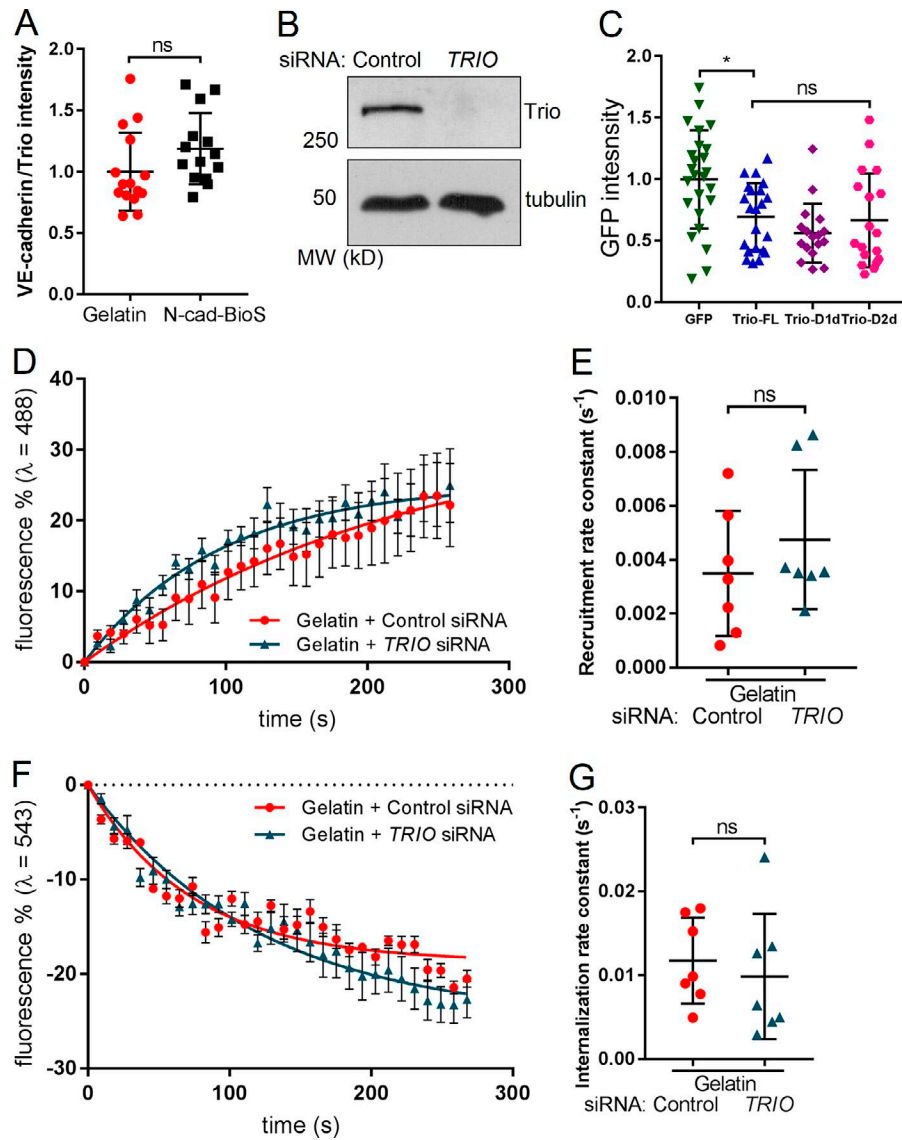 A
VE-cadherin/Trio intensity
2.0
1.5
1.0
0.5
0.0
ns
Gelatin N-cad-BioS
B
siRNA: Control TRIO
250
Trio
50
tubulin
MW (kD)
C
GFP intesnsity
2.0
1.5
1.0
0.5
0.0
*
ns
GFP Trio-FL Trio-D1d Trio-D2d
D
fluorescence % (λ = 488)
40
30
20
10
0
0 100 200 300
time (s)
Gelatin + Control siRNA
Gelatin + TRIO siRNA
E
Recruitment rate constant (s-1)
0.010
0.008
0.006
0.004
0.002
0.000
ns
Gelatin
siRNA: Control TRIO
F
fluorescence % (λ = 543)
0
-10
-20
-30
0 100 200 300
time (s)
Gelatin + Control siRNA
Gelatin + TRIO siRNA
G
Internalization rate constant (s-1)
0.03
0.02
0.01
0.00
ns
Gelatin
siRNA: Control TRIO